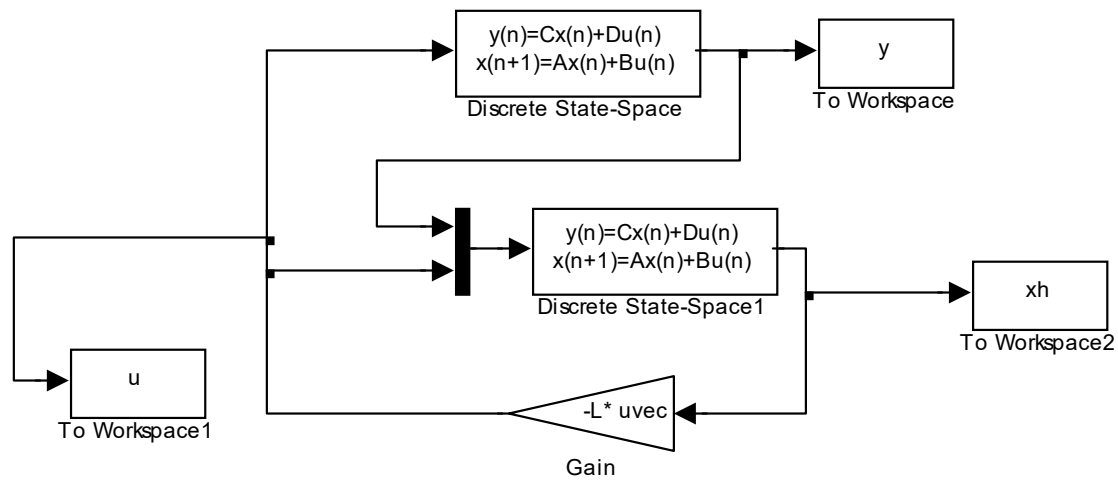 y(n)=Cx(n)+Du(n)
x(n+1)=Ax(n)+Bu(n)
Discrete State-Space
y
To Workspace
y(n)=Cx(n)+Du(n)
x(n+1)=Ax(n)+Bu(n)
Discrete State-Space1
xh
To Workspace2
u
To Workspace1
-L* uvec
Gain